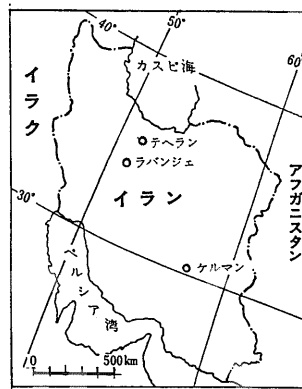 40°
50°
カスピ海
60°
イラク
テヘラン
ラバンジェ
イラン
アフガニスタン
30°
ケルマン
ペルシア湾
0 500km